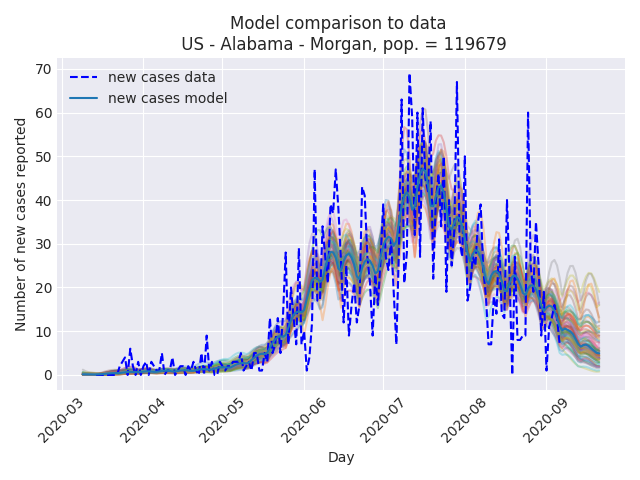 Model comparison to data
US - Alabama - Morgan, pop. = 119679
new cases data
new cases model
Number of new cases reported
70
60
50
40
30
20
10
0
2020-03
2020-04
2020-05
2020-06
2020-07
2020-08
2020-09
Day